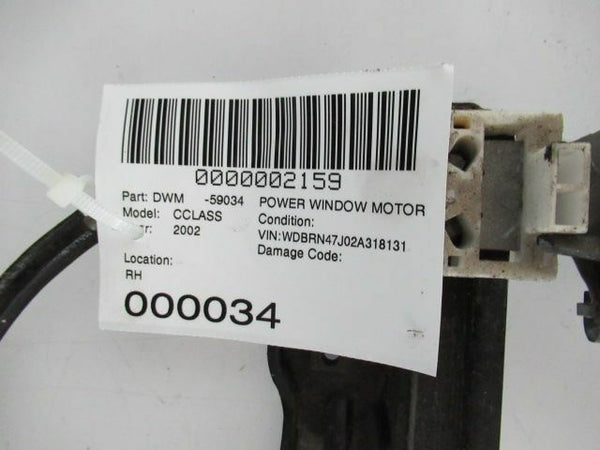 0000002159
Part: DWM -59034 POWER WINDOW MOTOR
Model: CCLASS Condition:
2002 VIN:WDBRN47J02A318131
Damage Code:
Location:
RH
000034